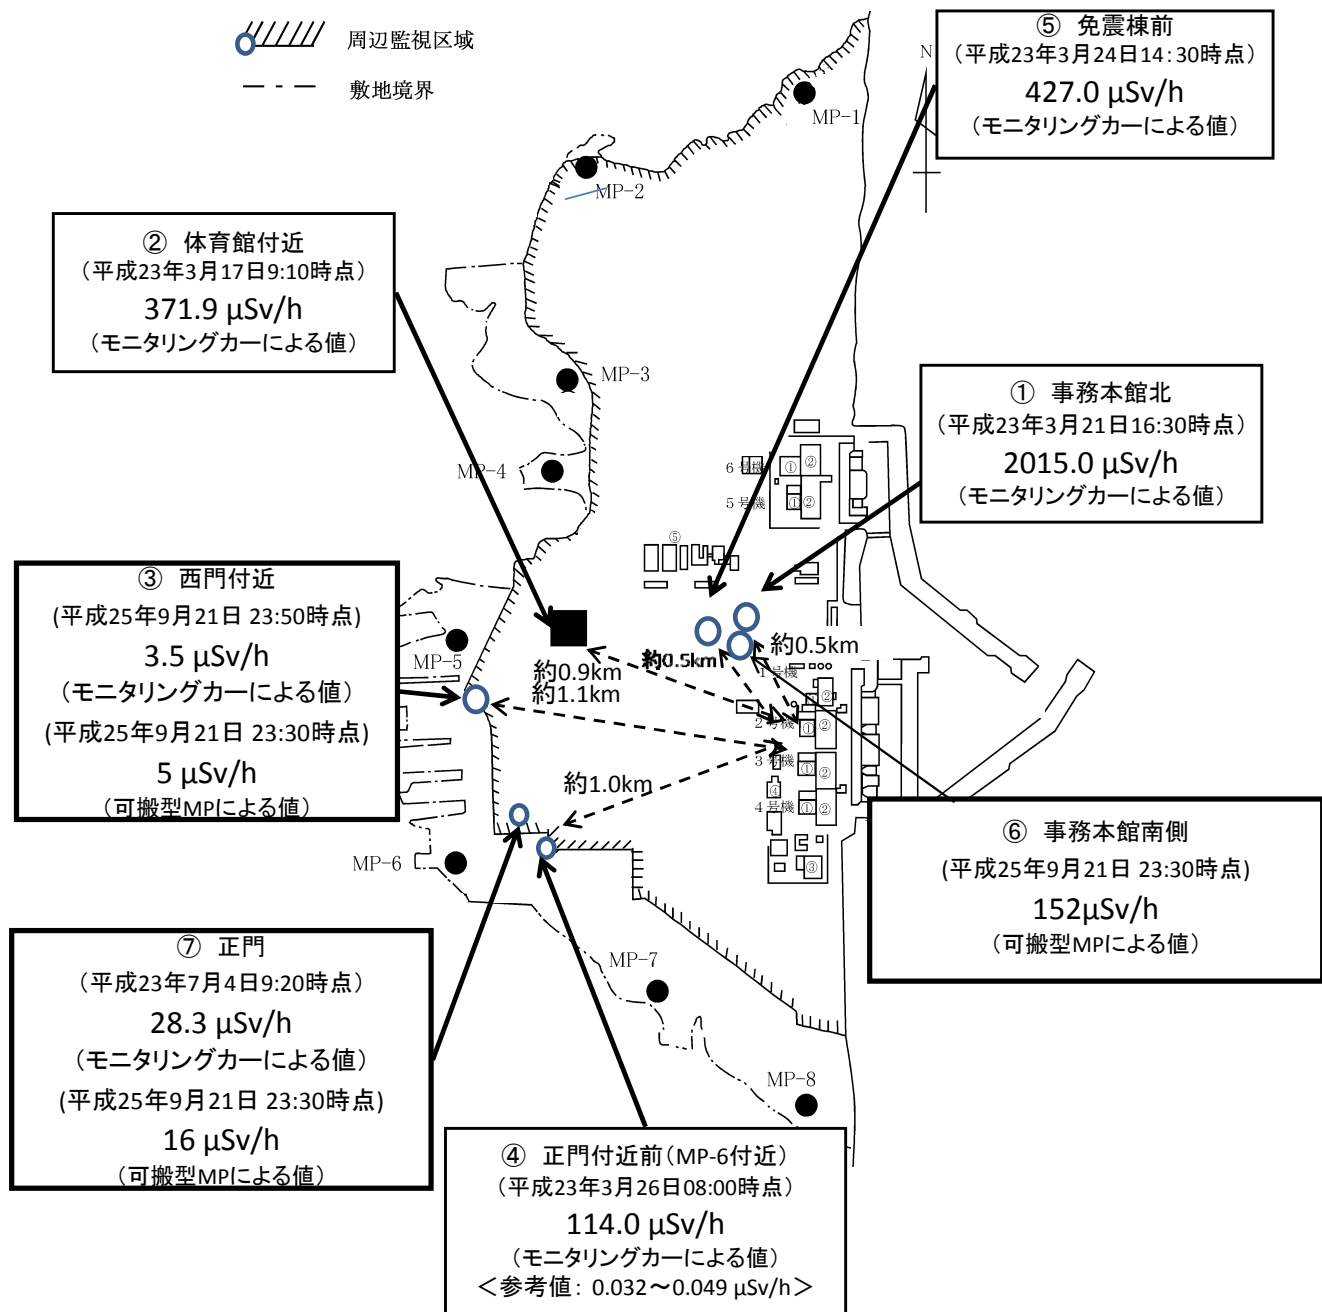 周辺監視区域
敷地境界
⑤ 免震棟前
(平成23年3月24日14:30時点)
427.0 μSv/h
(モニタリングカーによる値)
N
MP-1
MP-2
② 体育館付近
(平成23年3月17日9:10時点)
371.9 μSv/h
(モニタリングカーによる値)
MP-3
① 事務本館北
(平成23年3月21日16:30時点)
2015.0 μSv/h
(モニタリングカーによる値)
MP-4
6号機
① ②
5号機
① ②
⑤
③ 西門付近
(平成25年9月21日 23:50時点)
3.5 μSv/h
(モニタリングカーによる値)
(平成25年9月21日 23:30時点)
5 μSv/h
(可搬型MPによる値)
MP-5
約0.9km
約1.1km
約0.5km
約0.5km
1号機
②
2号機
① ②
3号機
① ②
④
4号機
① ②
③
約1.0km
MP-6
⑥ 事務本館南側
(平成25年9月21日 23:30時点)
152μSv/h
(可搬型MPによる値)
⑦ 正門
(平成23年7月4日9:20時点)
28.3 μSv/h
(モニタリングカーによる値)
(平成25年9月21日 23:30時点)
16 μSv/h
(可搬型MPによる値)
MP-7
MP-8
④ 正門付近前(MP-6付近)
(平成23年3月26日08:00時点)
114.0 μSv/h
(モニタリングカーによる値)
<参考値: 0.032~0.049 μSv/h>